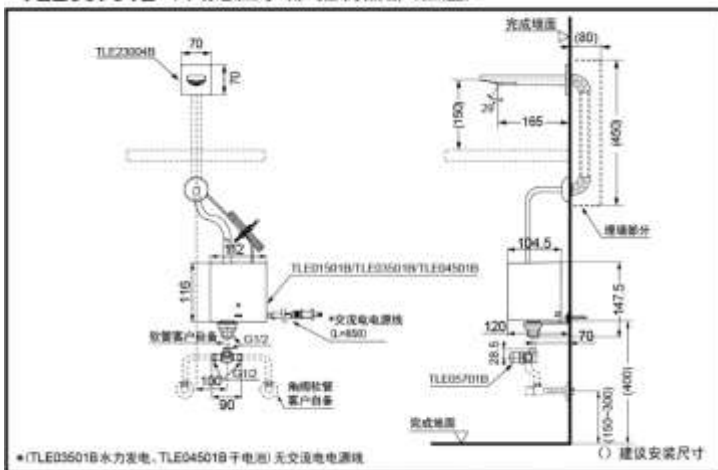 70
TLE23004B
70
112
TLE01501B/TLE03501B/TLE04501B
116
*交流电电源线
(L=850)
软管客户自备
G1/2
G1/2
100
90
角阀软管
客户自备
*(TLE03501B水力发电、TLE04501B干电池)无交流电电源线
完成墙面
(80)
(150)
165
(450)
埋墙部分
104.5
147.5
120
70
28.5
TLE05701B
(400)
(150~300)
完成地面
()建议安装尺寸